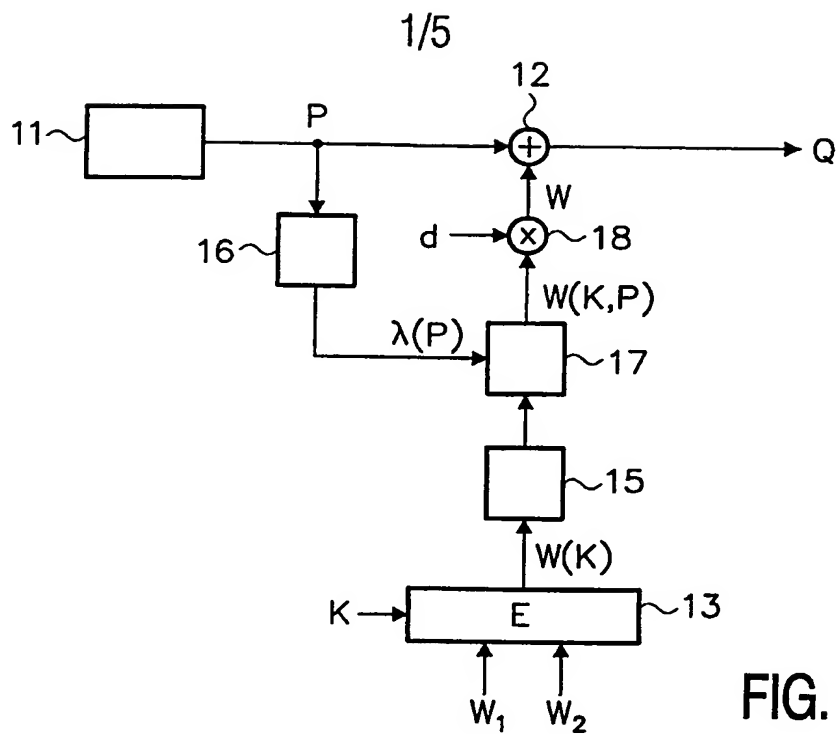 1/5
12
11
P
+
Q
W
16
d
x
18
W(K,P)
λ(P)
17
15
W(K)
K
E
13
W₁
W₂
FIG.